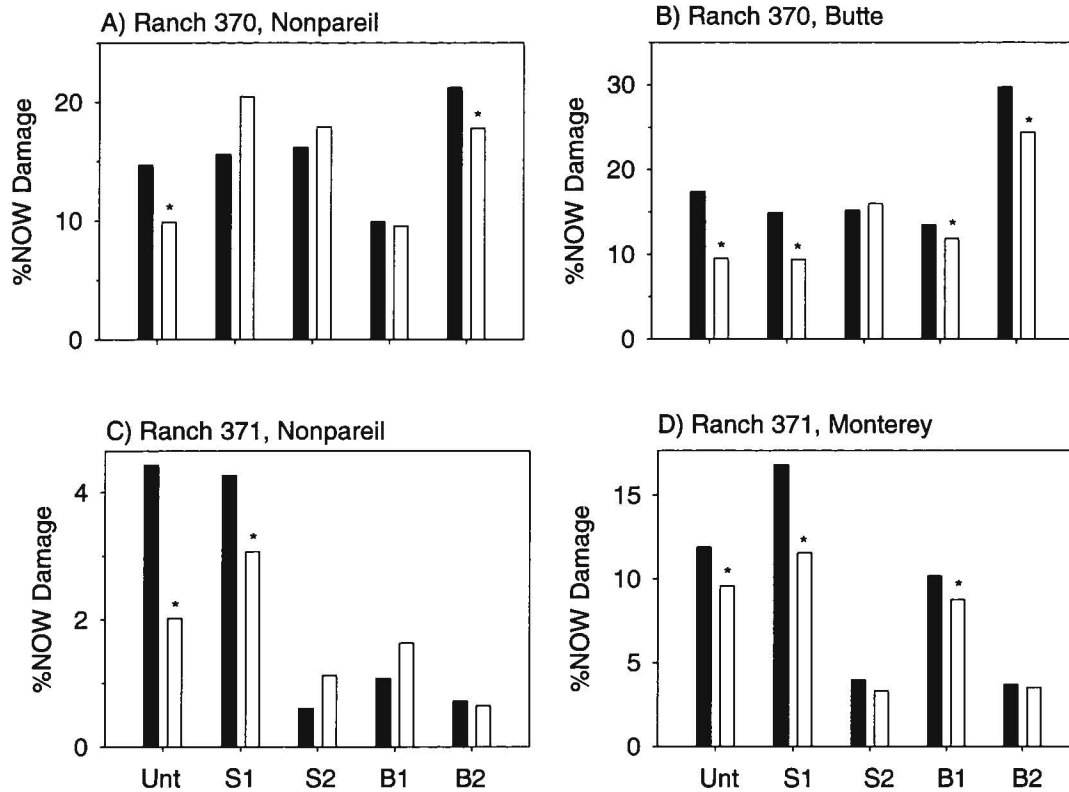 A) Ranch 370, Nonpareil
%NOW Damage
20
10
0
*
*
B) Ranch 370, Butte
%NOW Damage
30
20
10
0
*
*
*
*
C) Ranch 371, Nonpareil
%NOW Damage
4
2
0
*
*
Unt S1 S2 B1 B2
D) Ranch 371, Monterey
%NOW Damage
15
10
5
0
*
*
*
Unt S1 S2 B1 B2